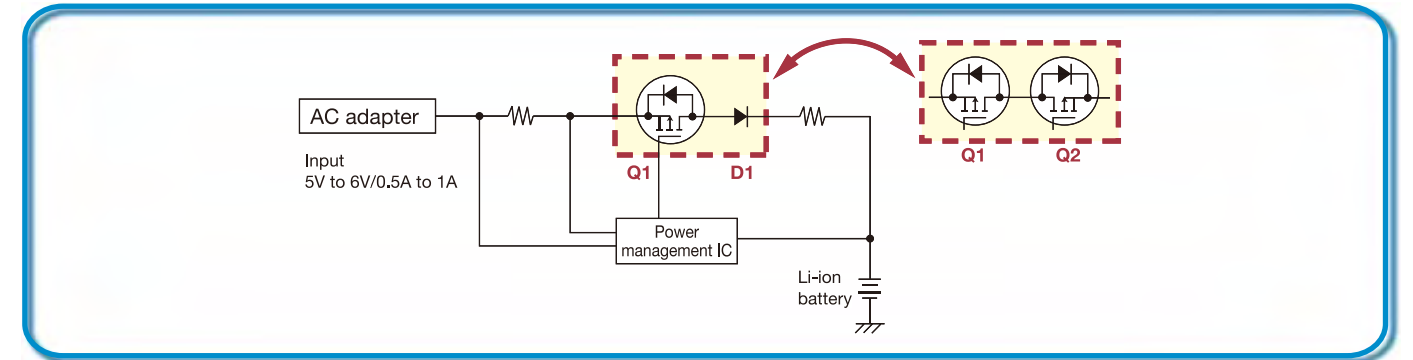 AC adapter
Input
5V to 6V/0.5A to 1A
Q1
D1
Q1
Q2
Power
management IC
Li-ion
battery